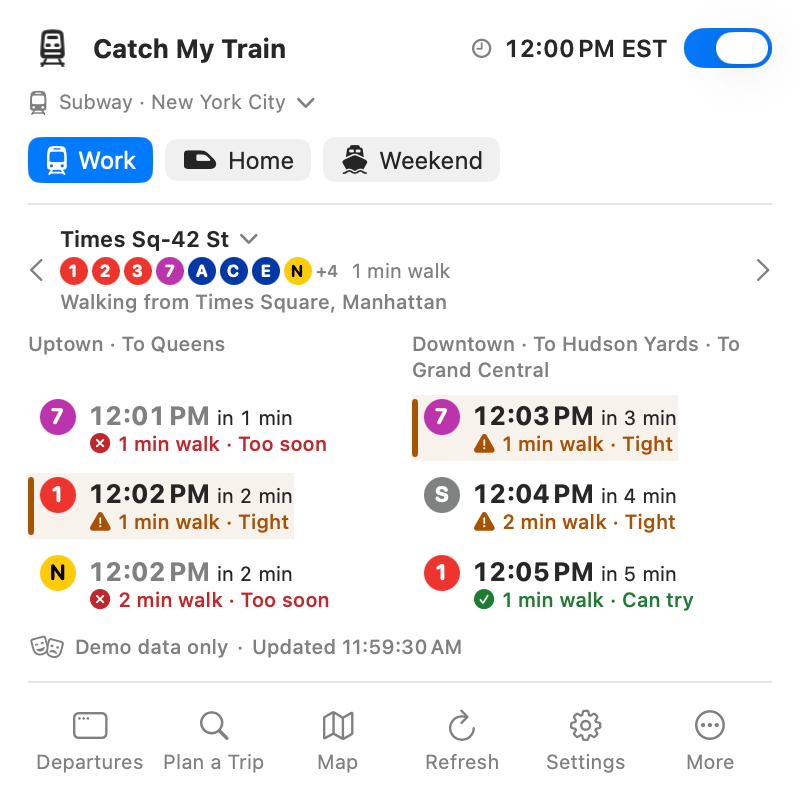 Catch My Train
12:00 PM EST
Subway · New York City
Work
Home
Weekend
Times Sq-42 St
1 2 3 7 A C E N +4 1 min walk
Walking from Times Square, Manhattan
Uptown · To Queens
7 12:01 PM in 1 min
1 min walk · Too soon
1 12:02 PM in 2 min
1 min walk · Tight
N 12:02 PM in 2 min
2 min walk · Too soon
Downtown · To Hudson Yards · To
Grand Central
7 12:03 PM in 3 min
1 min walk · Tight
S 12:04 PM in 4 min
2 min walk · Tight
1 12:05 PM in 5 min
1 min walk · Can try
Demo data only · Updated 11:59:30 AM
Departures
Plan a Trip
Map
Refresh
Settings
More